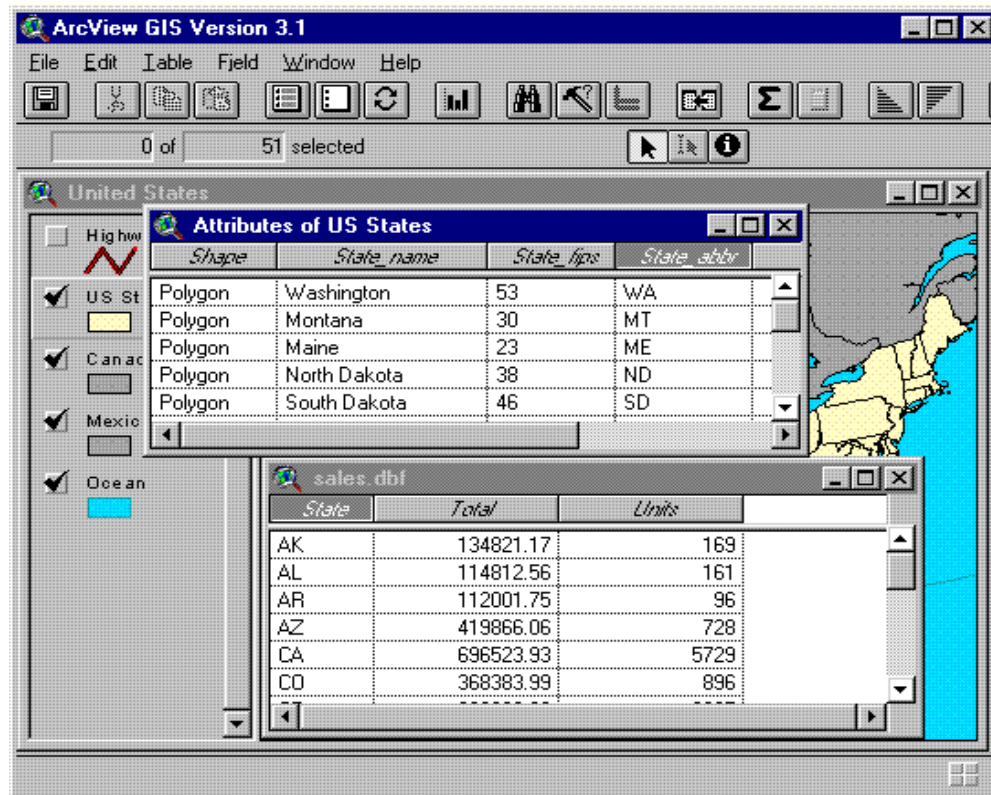 ArcView GIS Version 3.1
File Edit Table Field Window Help
0 of 51 selected
United States
Highw
US St
Canad
Mexic
Ocean
Attributes of US States
Shape State_name State_fips State_abbr
Polygon Washington 53 WA
Polygon Montana 30 MT
Polygon Maine 23 ME
Polygon North Dakota 38 ND
Polygon South Dakota 46 SD
sales.dbf
State Total Units
AK 134821.17 169
AL 114812.56 161
AR 112001.75 96
AZ 419866.06 728
CA 696523.93 5729
CO 368383.99 896